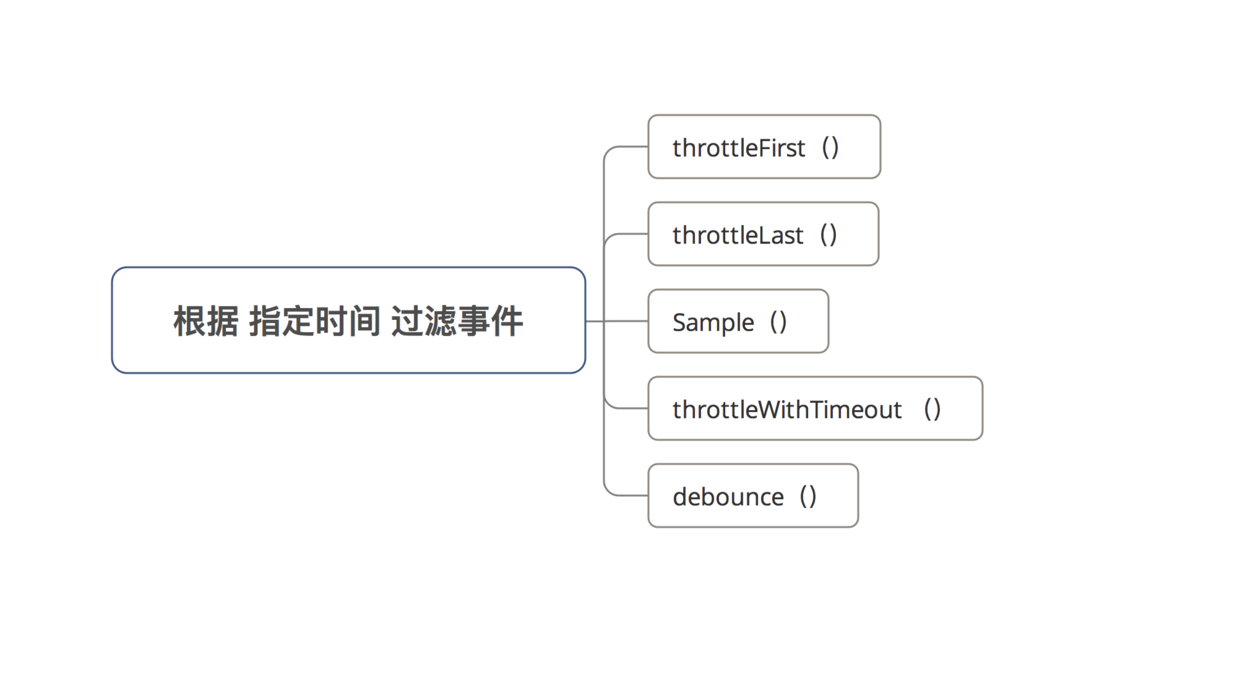 根据 指定时间 过滤事件
throttleFirst （）
throttleLast （）
Sample （）
throttleWithTimeout （）
debounce （）